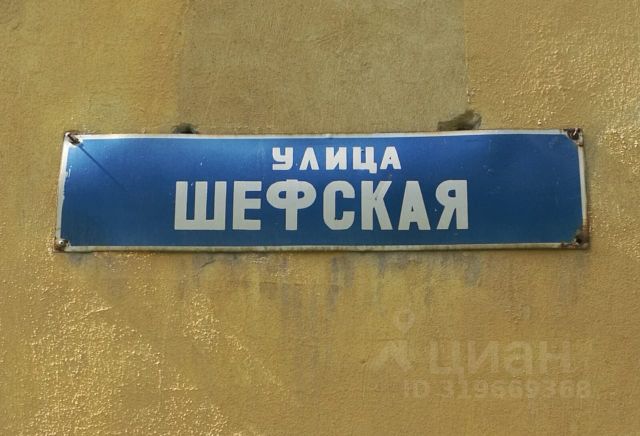 УЛИЦА
ШЕФСКАЯ
циан
ID 319669368